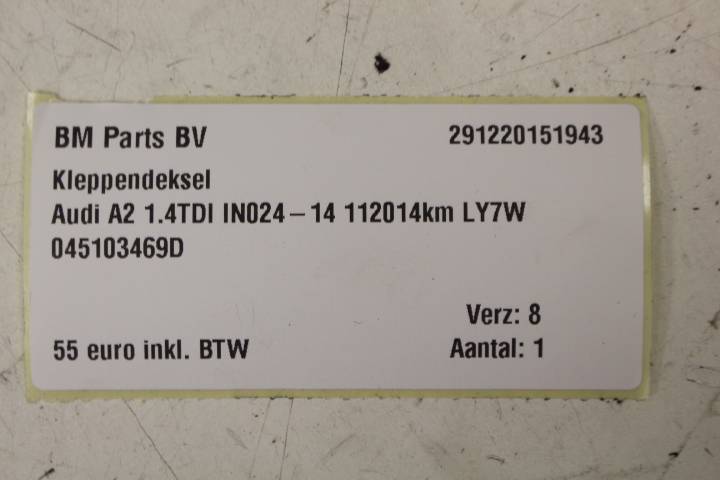 BM Parts BV 291220151943
Kleppendeksel
Audi A2 1.4TDI IN024-14 112014km LY7W
045103469D
Verz: 8
55 euro inkl. BTW Aantal: 1